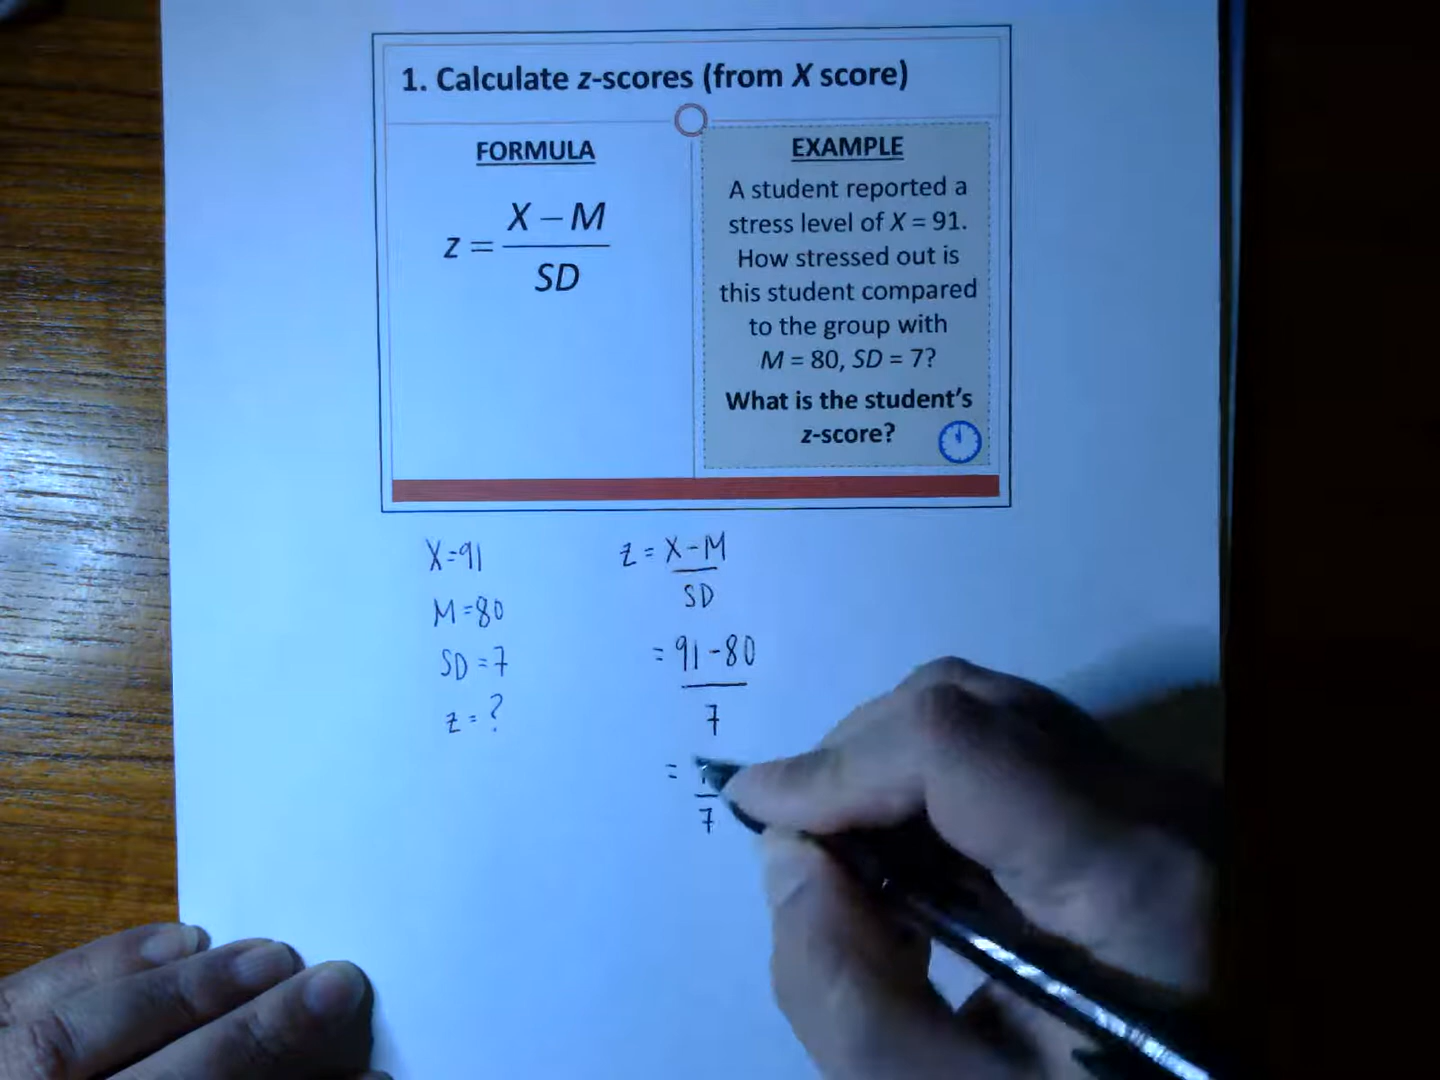 1. Calculate z-scores (from X score)
FORMULA
z = X – M
SD
EXAMPLE
A student reported a
stress level of X = 91.
How stressed out is
this student compared
to the group with
M = 80, SD = 7?
What is the student's
z-score?
X=91
M=80
SD=7
z=?
z = X-M
SD
= 91-80
7
=
7